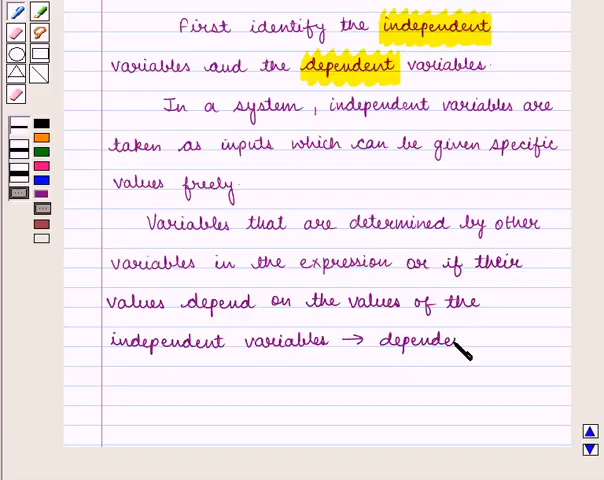 First identify the independent
variables and the dependent variables.
In a system, independent variables are
taken as inputs which can be given specific
values freely.
Variables that are determined by other
variables in the expression or if their
values depend on the values of the
independent variables → depende